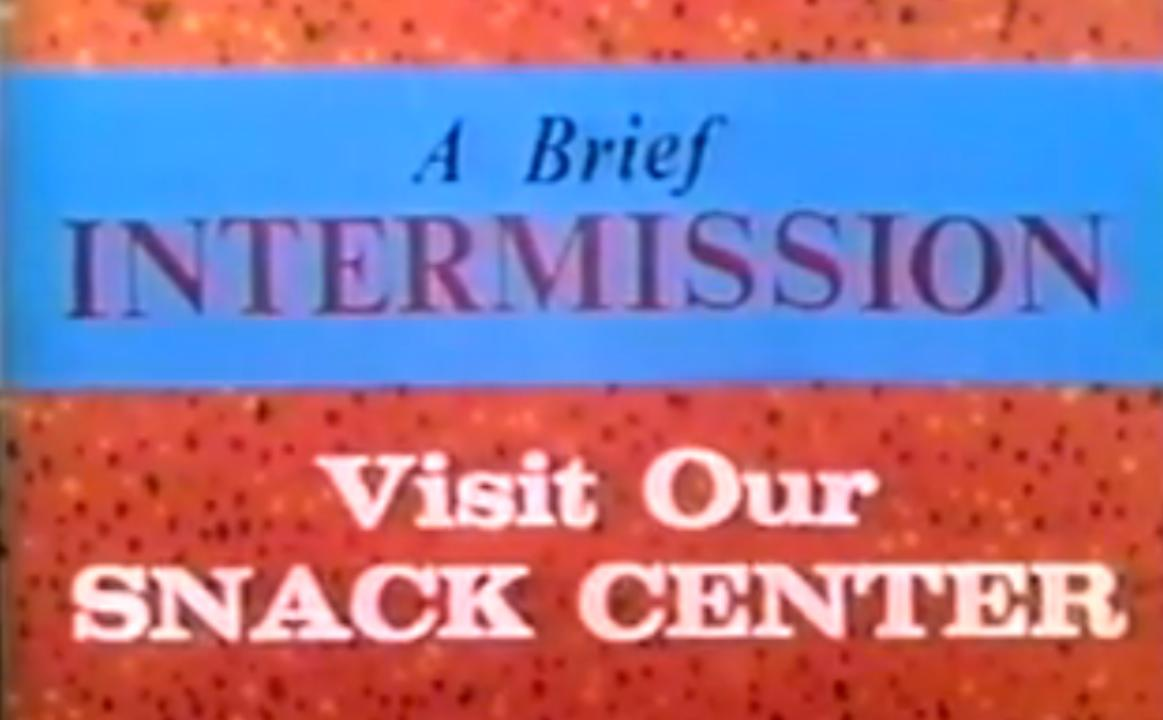 A Brief
INTERMISSION
Visit Our
SNACK CENTER